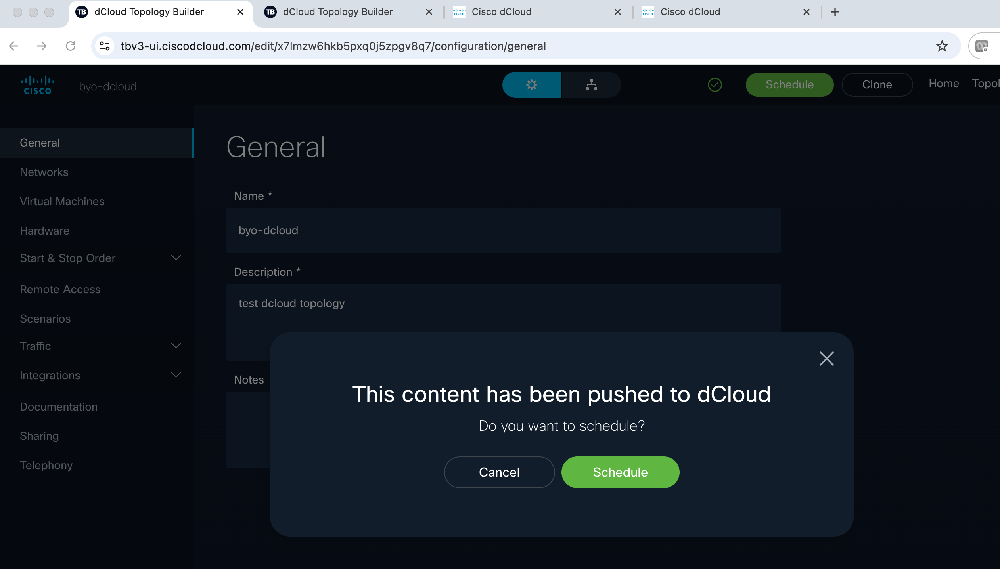 dCloud Topology Builder
dCloud Topology Builder
Cisco dCloud
Cisco dCloud
tbv3-ui.ciscodcloud.com/edit/x7lmzw6hkb5pxq0j5zpgv8q7/configuration/general
CISCO
byo-dcloud
Schedule
Clone
Home
Topol
General
Networks
Virtual Machines
Hardware
Start & Stop Order
Remote Access
Scenarios
Traffic
Integrations
Documentation
Sharing
Telephony
General
Name *
byo-dcloud
Description *
test dcloud topology
Notes
This content has been pushed to dCloud
Do you want to schedule?
Cancel
Schedule